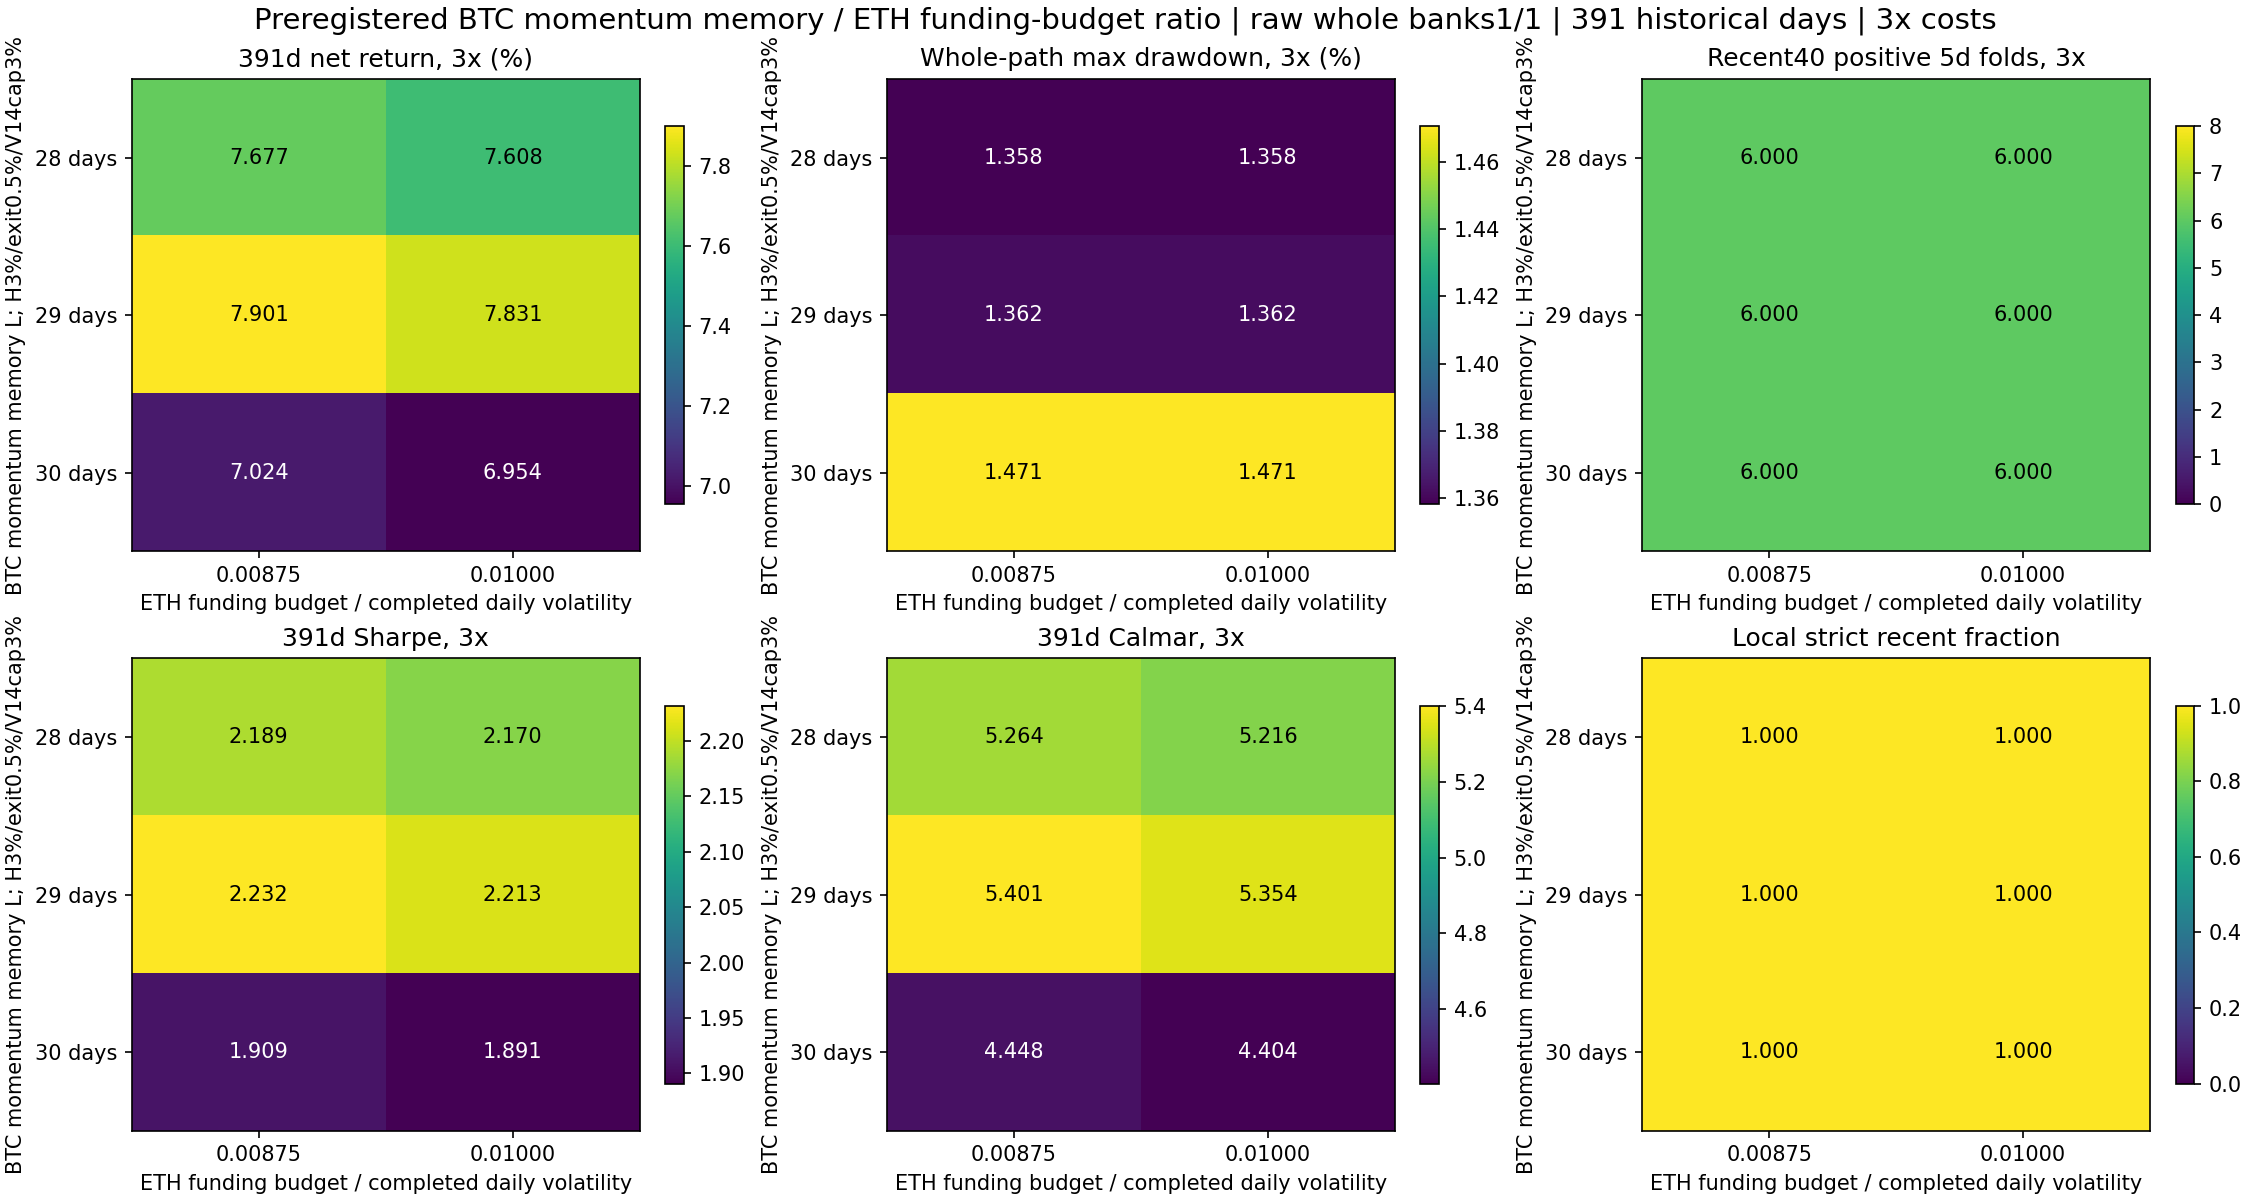 Preregistered BTC momentum memory / ETH funding-budget ratio | raw whole banks1/1 | 391 historical days | 3x costs
391d net return, 3x (%)
BTC momentum memory L; H3%/exit0.5%/V14cap3%
28 days
29 days
30 days
7.677
7.608
7.901
7.831
7.024
6.954
0.00875
0.01000
ETH funding budget / completed daily volatility
7.8
7.6
7.4
7.2
7.0
Whole-path max drawdown, 3x (%)
BTC momentum memory L; H3%/exit0.5%/V14cap3%
28 days
29 days
30 days
1.358
1.358
1.362
1.362
1.471
1.471
0.00875
0.01000
ETH funding budget / completed daily volatility
1.46
1.44
1.42
1.40
1.38
1.36
Recent40 positive 5d folds, 3x
BTC momentum memory L; H3%/exit0.5%/V14cap3%
28 days
29 days
30 days
6.000
6.000
6.000
6.000
6.000
6.000
0.00875
0.01000
ETH funding budget / completed daily volatility
8
7
6
5
4
3
2
1
0
391d Sharpe, 3x
BTC momentum memory L; H3%/exit0.5%/V14cap3%
28 days
29 days
30 days
2.189
2.170
2.232
2.213
1.909
1.891
0.00875
0.01000
ETH funding budget / completed daily volatility
2.20
2.15
2.10
2.05
2.00
1.95
1.90
391d Calmar, 3x
BTC momentum memory L; H3%/exit0.5%/V14cap3%
28 days
29 days
30 days
5.264
5.216
5.401
5.354
4.448
4.404
0.00875
0.01000
ETH funding budget / completed daily volatility
5.4
5.2
5.0
4.8
4.6
Local strict recent fraction
BTC momentum memory L; H3%/exit0.5%/V14cap3%
28 days
29 days
30 days
1.000
1.000
1.000
1.000
1.000
1.000
0.00875
0.01000
ETH funding budget / completed daily volatility
1.0
0.8
0.6
0.4
0.2
0.0